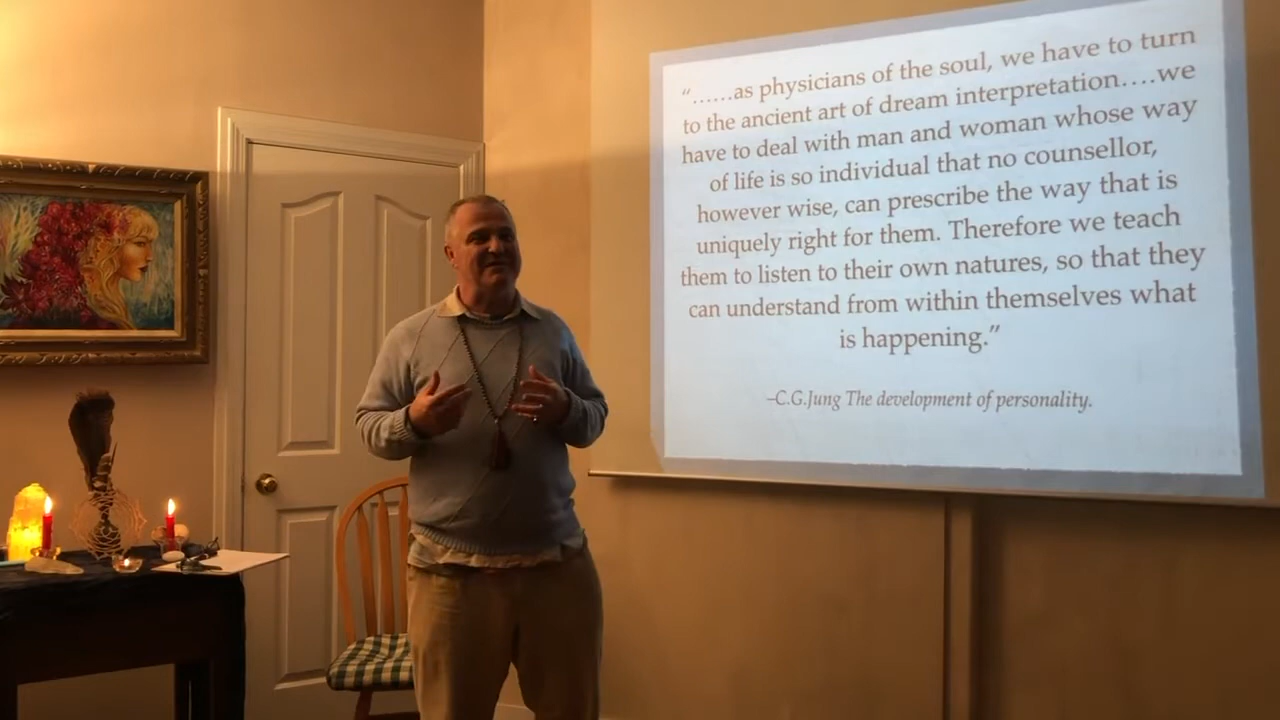 “......as physicians of the soul, we have to turn
to the ancient art of dream interpretation....we
have to deal with man and woman whose way
of life is so individual that no counsellor,
however wise, can prescribe the way that is
uniquely right for them. Therefore we teach
them to listen to their own natures, so that they
can understand from within themselves what
is happening.”
–C.G.Jung The development of personality.